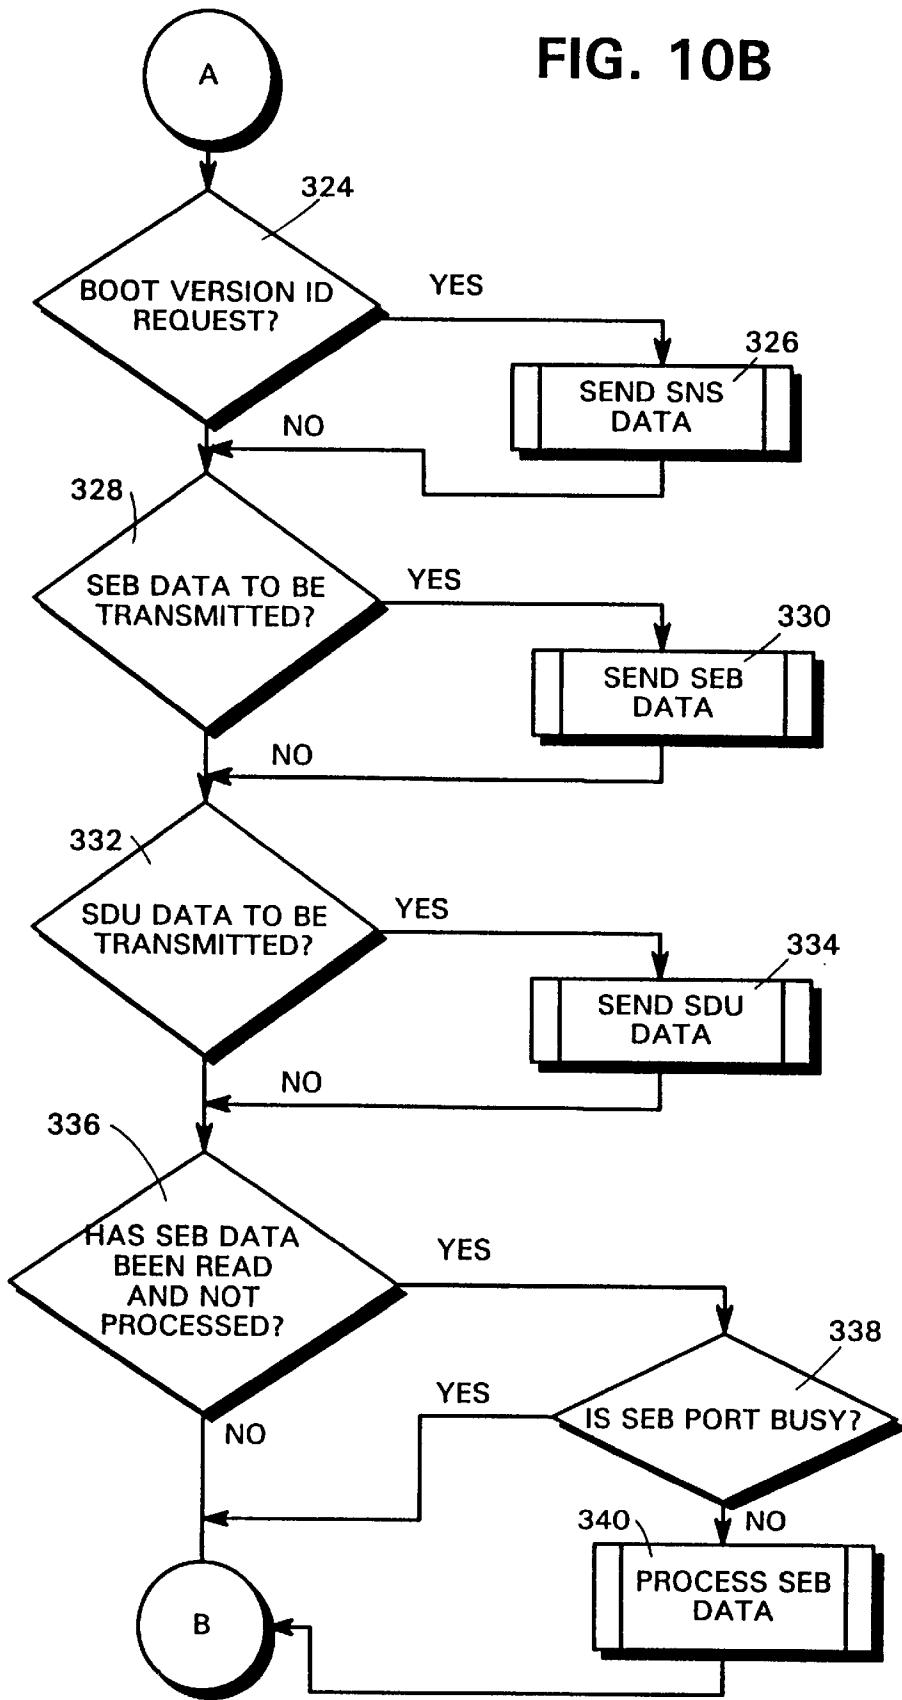 FIG. 10B
A
324
BOOT VERSION ID
REQUEST?
YES
326
SEND SNS
DATA
NO
328
SEB DATA TO BE
TRANSMITTED?
YES
330
SEND SEB
DATA
NO
332
SDU DATA TO BE
TRANSMITTED?
YES
334
SEND SDU
DATA
NO
336
HAS SEB DATA
BEEN READ
AND NOT
PROCESSED?
YES
338
IS SEB PORT BUSY?
YES
NO
NO
340
PROCESS SEB
DATA
B